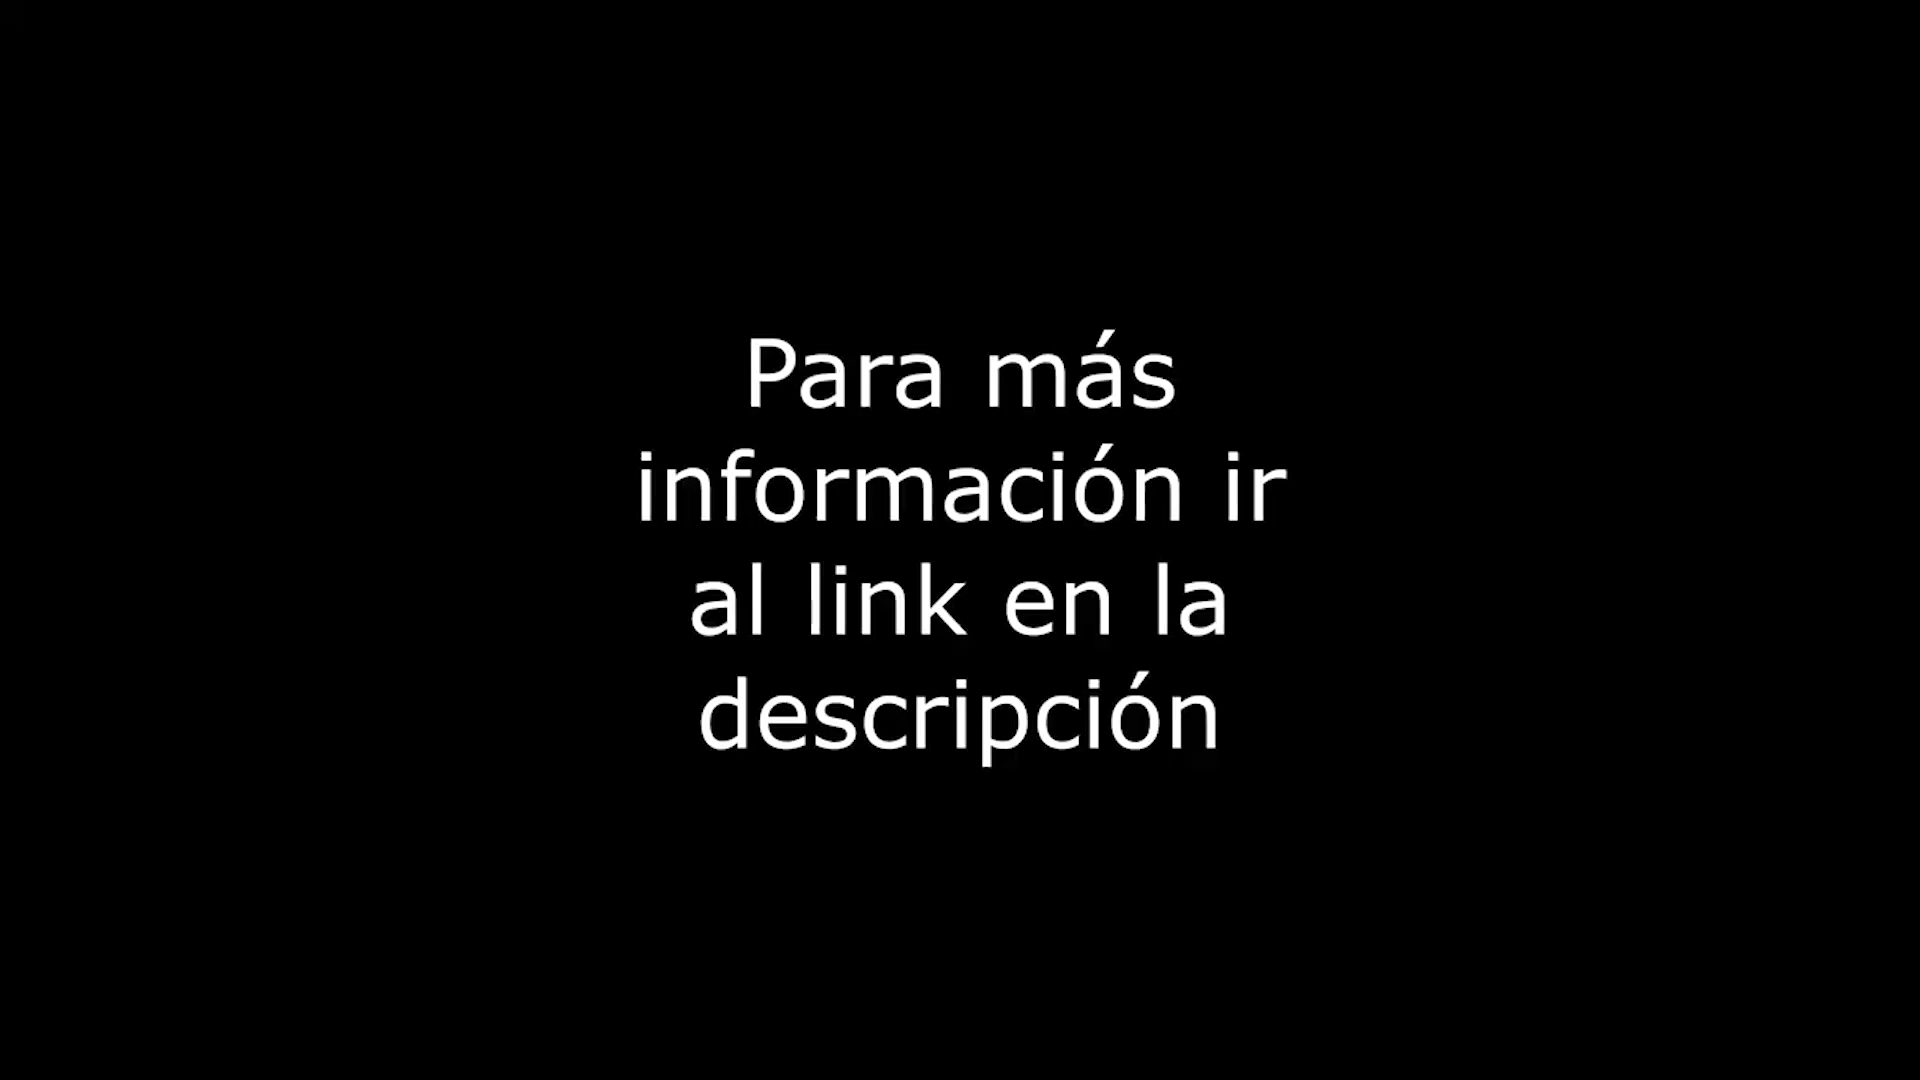 Para más
información ir
al link en la
descripción